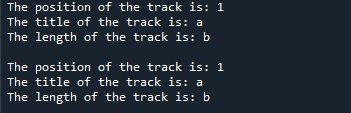 The position of the track is: 1
The title of the track is: a
The length of the track is: b

The position of the track is: 1
The title of the track is: a
The length of the track is: b